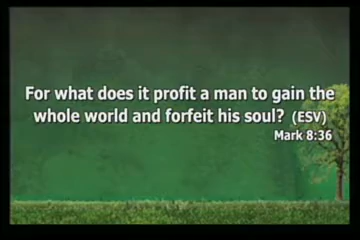 For what does it profit a man to gain the
whole world and forfeit his soul? (ESV)
Mark 8:36